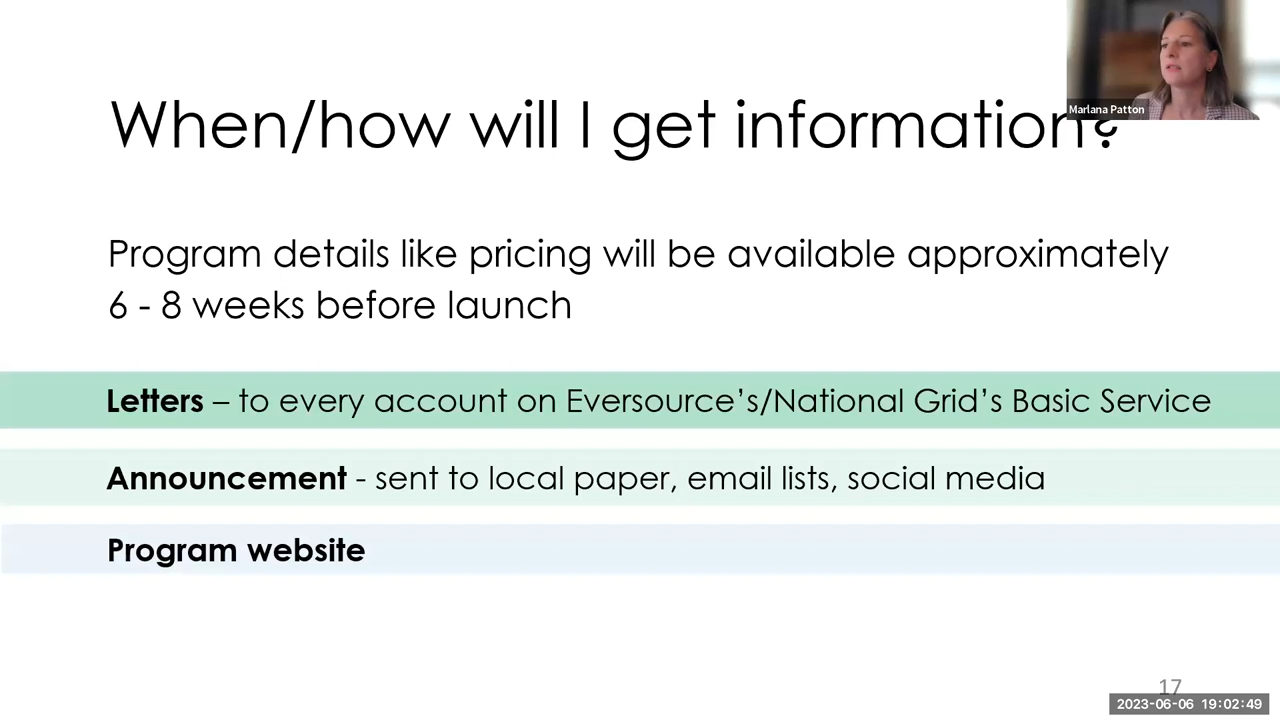 Marlana Patton
When/how will I get information?
Program details like pricing will be available approximately
6 - 8 weeks before launch
Letters – to every account on Eversource’s/National Grid’s Basic Service
Announcement - sent to local paper, email lists, social media
Program website
17
2023-06-06 19:02:49